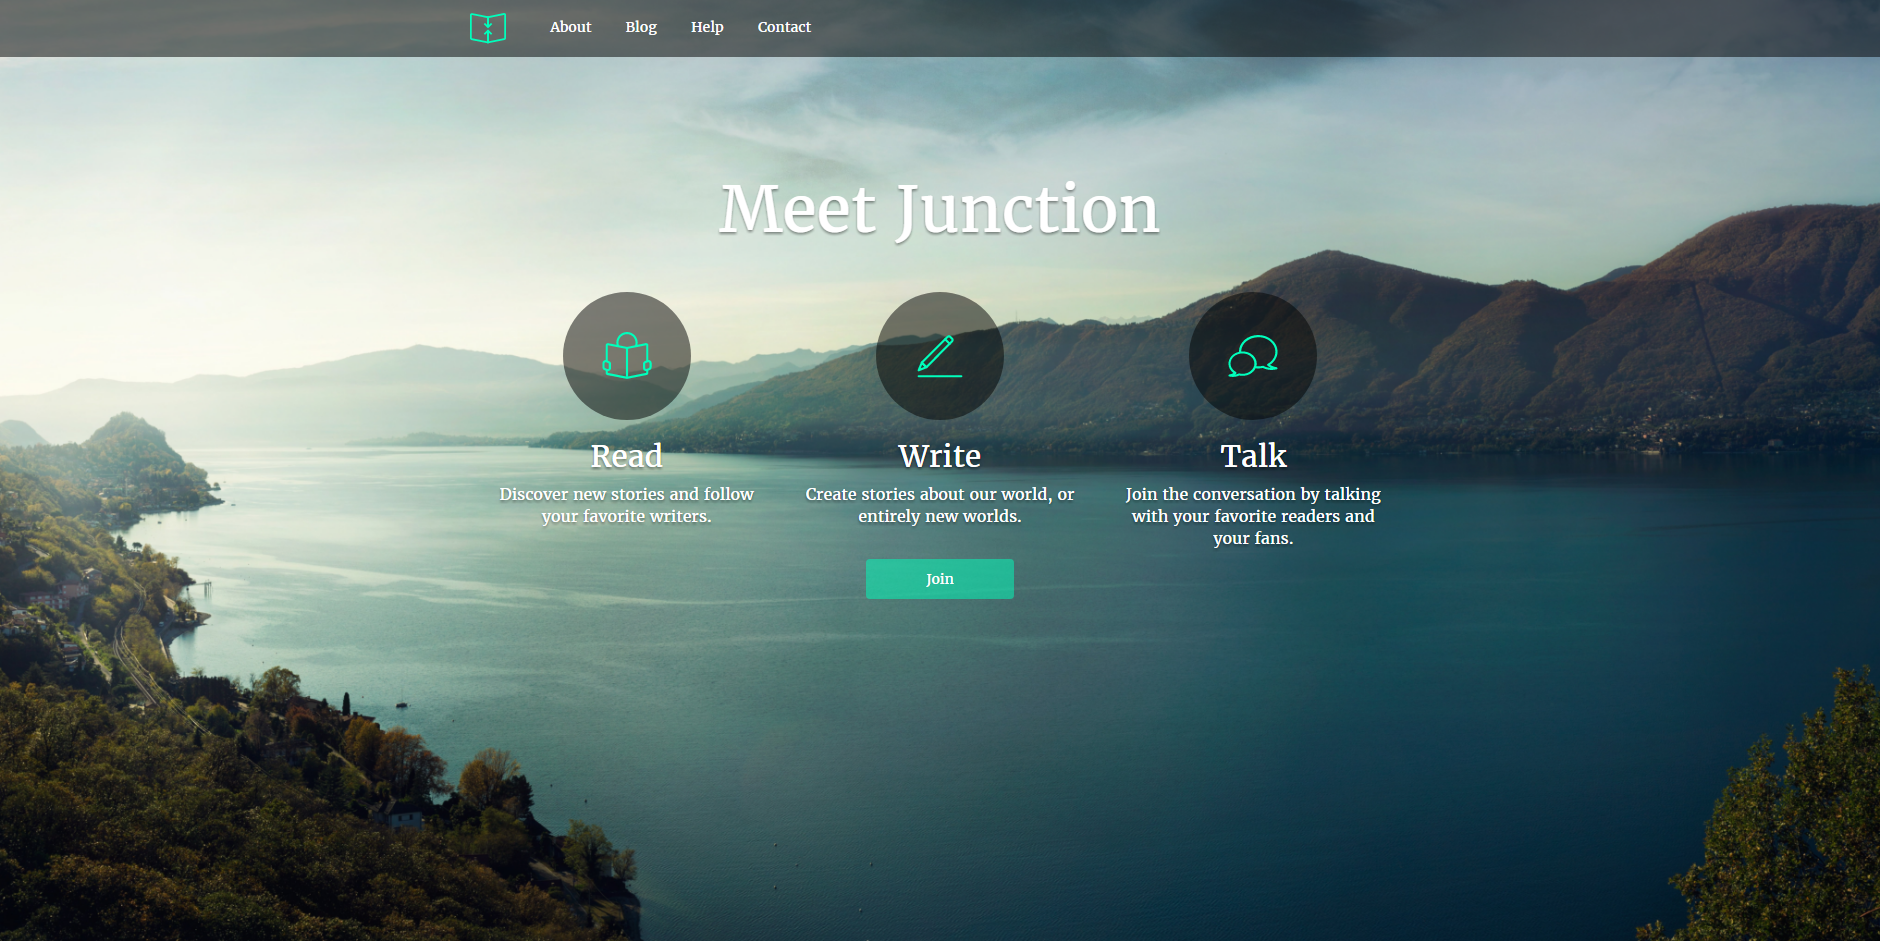 About Blog Help Contact
Meet Junction
Read
Discover new stories and follow
your favorite writers.
Write
Create stories about our world, or
entirely new worlds.
Talk
Join the conversation by talking
with your favorite readers and
your fans.
Join